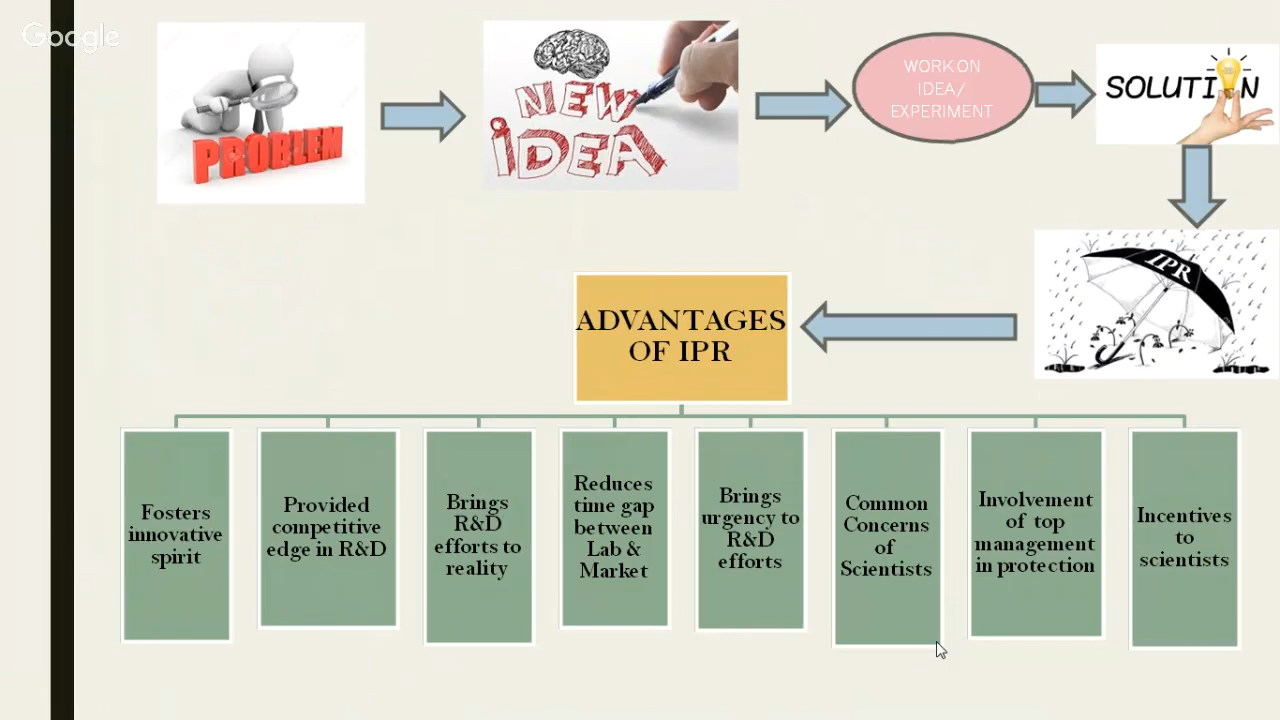 Google
PROBLEM
NEW
iDEA
WORK ON
IDEA/
EXPERIMENT
SOLUTI N
IPR
ADVANTAGES
OF IPR
Fosters
innovative
spirit
Provided
competitive
edge in R&D
Brings
R&D
efforts to
reality
Reduces
time gap
between
Lab &
Market
Brings
urgency to
R&D
efforts
Common
Concerns
of
Scientists
Involvement
of top
management
in protection
Incentives
to
scientists